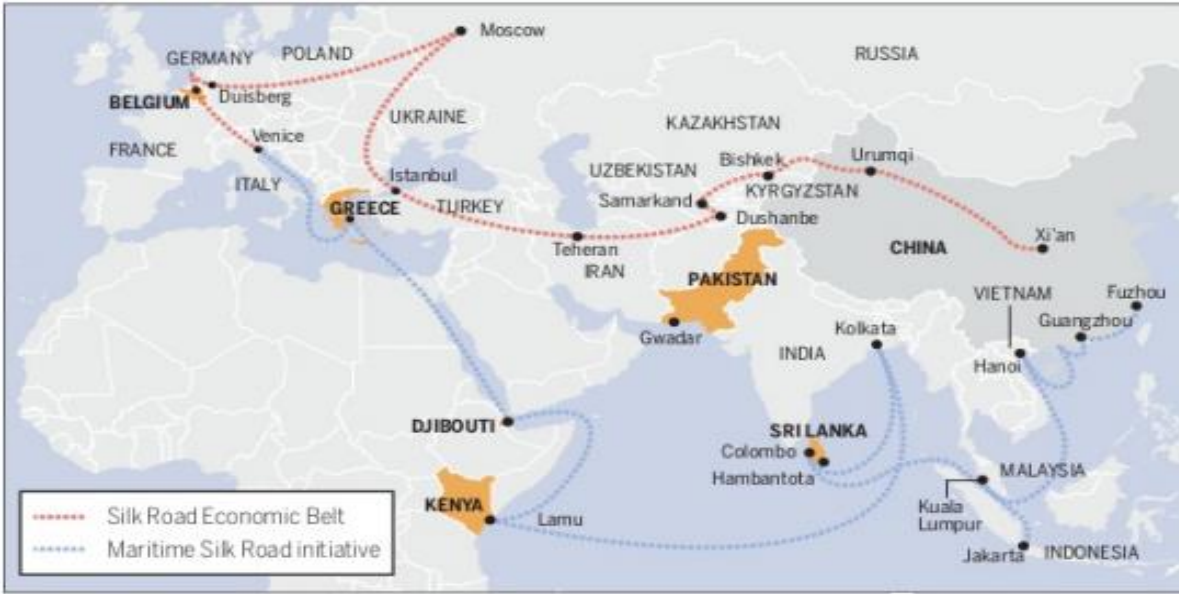 Moscow
RUSSIA
POLAND
GERMANY
Duisberg
BELGIUM
UKRAINE
KAZAKHSTAN
Venice
FRANCE
ITALY
Istanbul
UZBEKISTAN
Bishkek
Urumqi
KYRGYZSTAN
GREECE
TURKEY
Samarkand
Dushanbe
Teheran
IRAN
Xi'an
CHINA
PAKISTAN
VIETNAM
Fuzhou
Guangzhou
Kolkata
Gwadar
INDIA
Hanoi
DJIBOUTI
SRI LANKA
Colombo
Hambantota
MALAYSIA
KENYA
Lamu
Kuala
Lumpur
Jakarta
INDONESIA
Silk Road Economic Belt
Maritime Silk Road initiative